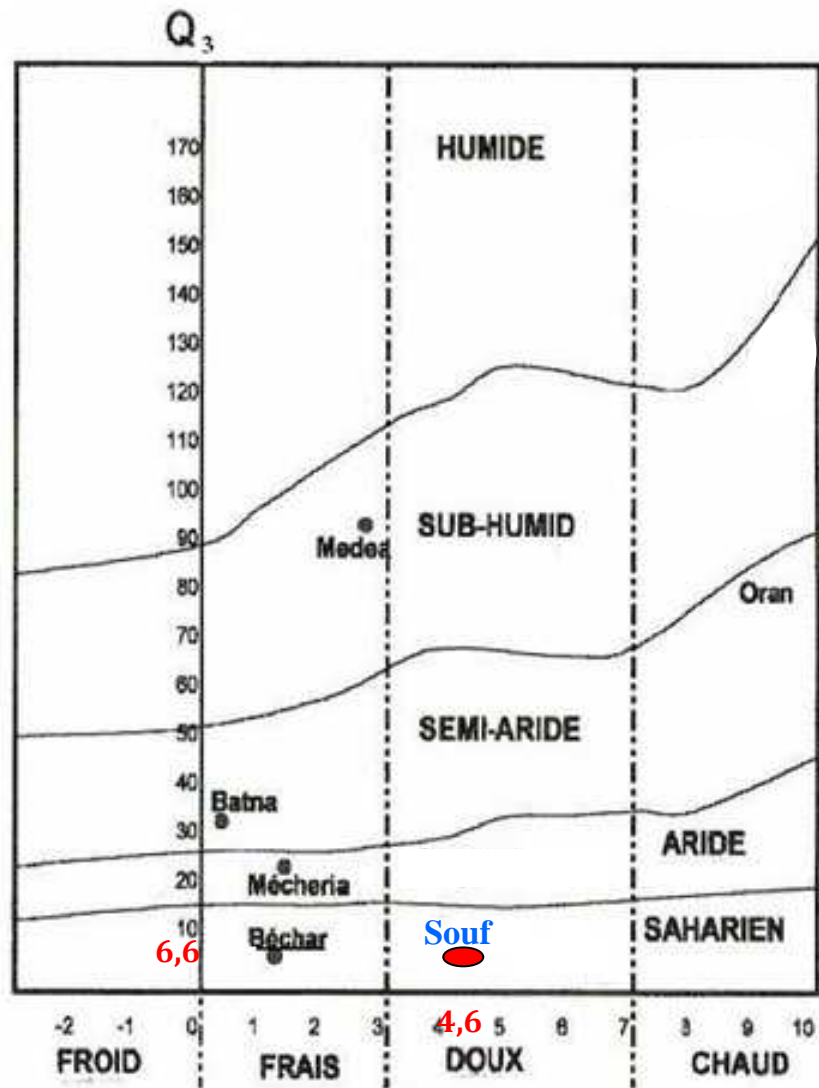 Q3
170
HUMIDE
160
150
140
130
120
110
100
90
SUB-HUMID
Medea
80
Oran
70
60
SEMI-ARIDE
50
40
Batna
30
ARIDE
20
Mécheria
10
Souf
SAHARIEN
Béchar
6,6
-2 -1 0 1 2 3 4 4,6 5 6 7 8 9 10
FROID FRAIS DOUX CHAUD